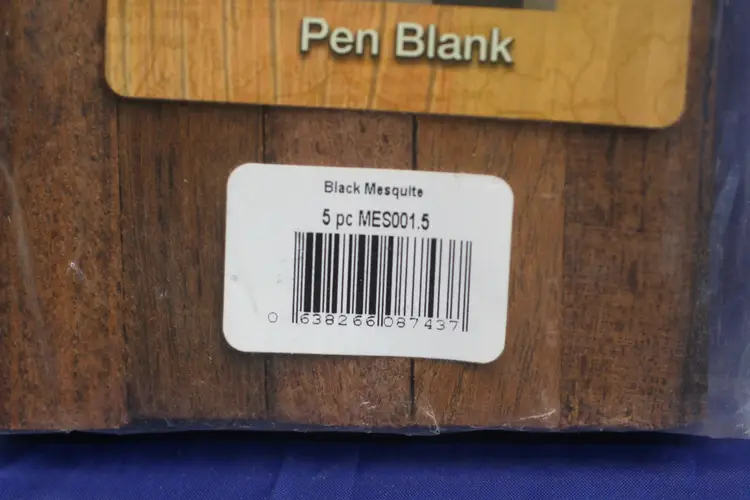 Pen Blank
Black Mesquite
5 pc MES001.5
0 638266 087437